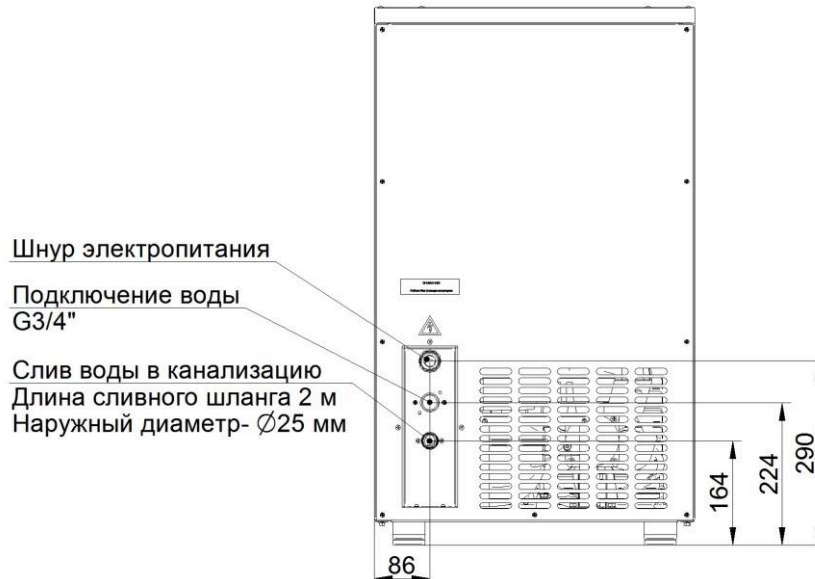 Шнур электропитания
Подключение воды
G3/4"
Слив воды в канализацию
Длина сливного шланга 2 м
Наружный диаметр- ∅25 мм
290
224
164
86